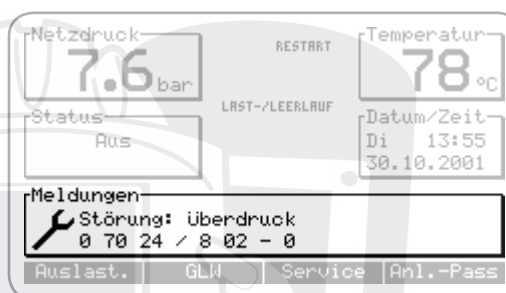 Netzdruck
7.6 bar
RESTART
Temperatur
78 °C
LAST-/LEERLAUF
Status
Aus
Datum/Zeit
Di 13:55
30.10.2001
Meldungen
Störung: überdruck
0 70 24 / 8 02 - 0
Auslast. GLW Service Anl.-Pass